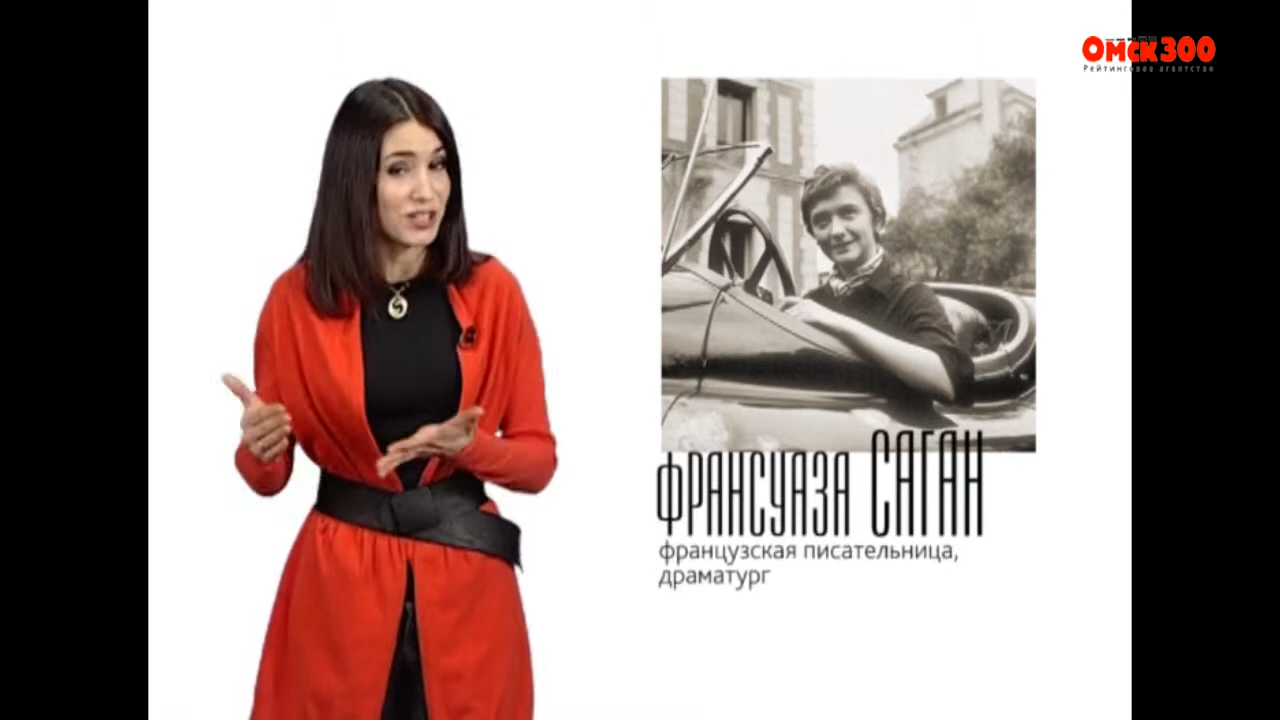 Омск300
Рейтинговое агентство
ФРАНСУАЗА САГАН
французская писательница,
драматург